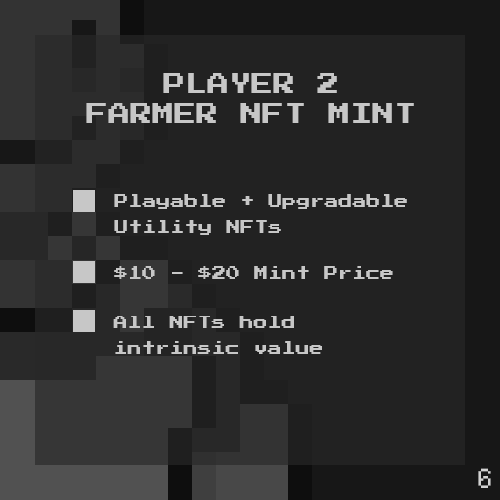 PLAYER 2
FARMER NFT MINT
Playable + Upgradable
Utility NFTs
$10 - $20 Mint Price
All NFTs hold
intrinsic value
6